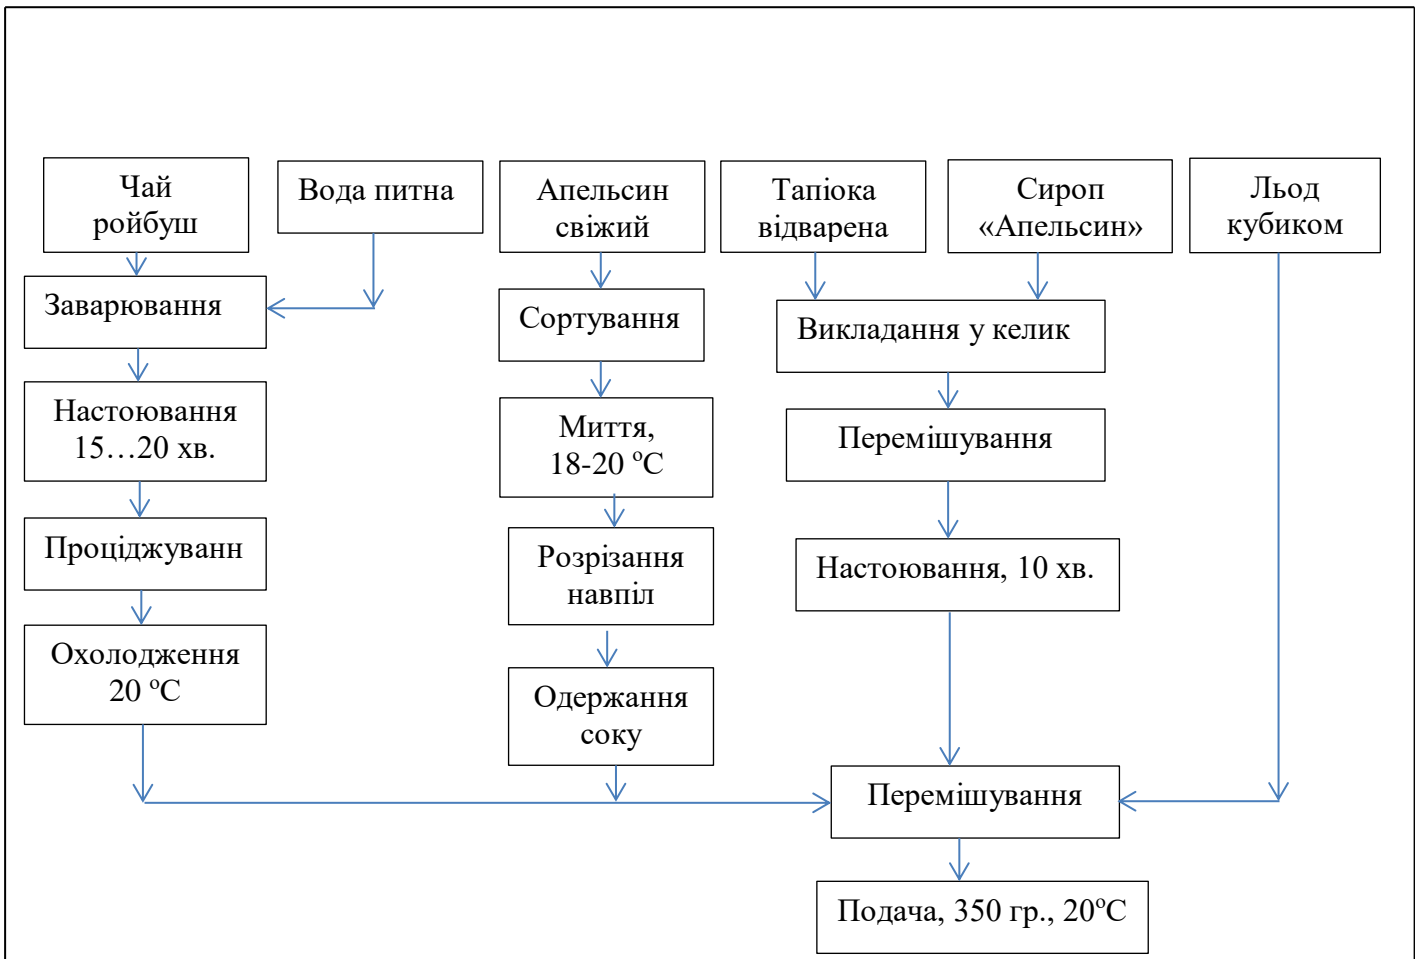 Чай
ройбуш
Вода питна
Апельсин
свіжий
Тапіока
відварена
Сироп
«Апельсин»
Льод
кубиком
Заварювання
Сортування
Викладання у келик
Настоювання
15…20 хв.
Миття,
18-20 ºС
Перемішування
Проціджуванн
Розрізання
навпіл
Настоювання, 10 хв.
Охолодження
20 ºС
Одержання
соку
Перемішування
Подача, 350 гр., 20ºС